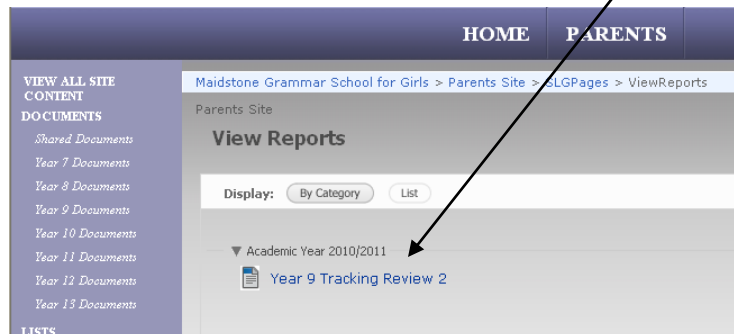 HOME PARENTS
VIEW ALL SITE
CONTENT
DOCUMENTS
Shared Documents
Year 7 Documents
Year 8 Documents
Year 9 Documents
Year 10 Documents
Year 11 Documents
Year 12 Documents
Year 13 Documents
LISTS
Maidstone Grammar School for Girls > Parents Site > SLGPages > ViewReports
Parents Site
View Reports
Display: By Category List
Academic Year 2010/2011
Year 9 Tracking Review 2